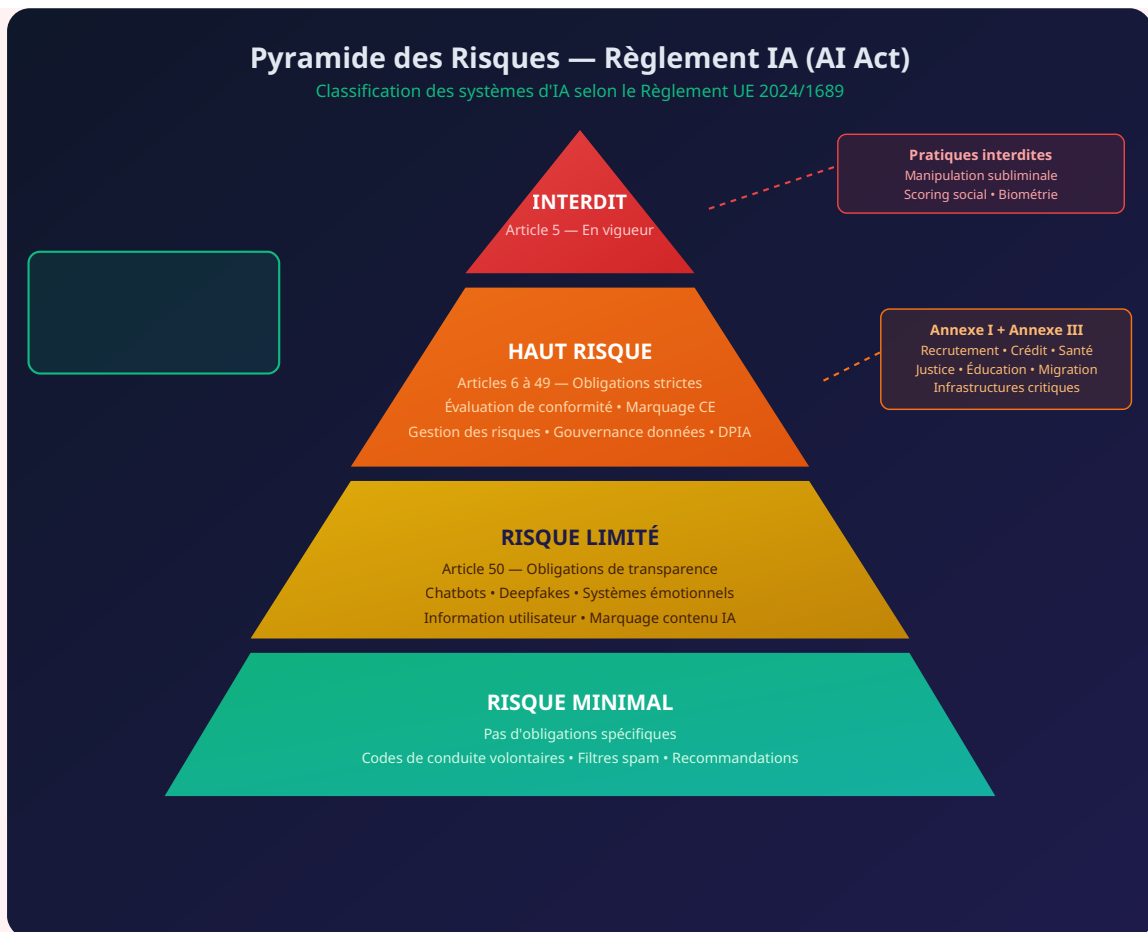 Pyramide des Risques — Règlement IA (AI Act)
Classification des systèmes d'IA selon le Règlement UE 2024/1689
Pratiques interdites
Manipulation subliminale
Scoring social • Biométrie
INTERDIT
Article 5 — En vigueur
Annexe I + Annexe III
Recrutement • Crédit • Santé
Justice • Éducation • Migration
Infrastructures critiques
HAUT RISQUE
Articles 6 à 49 — Obligations strictes
Évaluation de conformité • Marquage CE
Gestion des risques • Gouvernance données • DPIA
RISQUE LIMITÉ
Article 50 — Obligations de transparence
Chatbots • Deepfakes • Systèmes émotionnels
Information utilisateur • Marquage contenu IA
RISQUE MINIMAL
Pas d'obligations spécifiques
Codes de conduite volontaires • Filtres spam • Recommandations